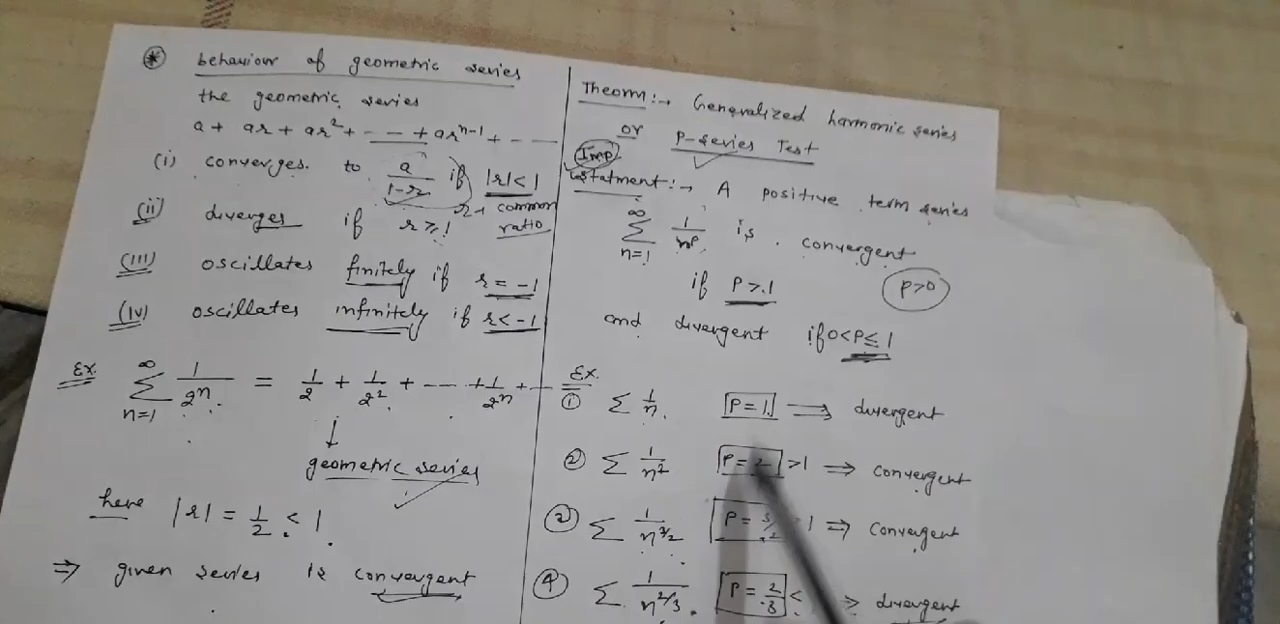 * behaviour of geometric series
the geometric series
a + ar + ar² + - - - + arⁿ⁻¹ + - - -
(i) converges to a/(1-r) if |r| < 1
r → common ratio
(ii) diverges if r ≥ 1
(iii) oscillates finitely if r = -1
(iv) oscillates infinitely if r < -1
Ex. ∞ Σ n=1 1/2ⁿ = 1/2 + 1/2² + - - - + 1/2ⁿ + - - -
↓
geometric series
here |r| = 1/2 < 1
⇒ given series is convergent
Theorm :→ Generalized harmonic series
or
P-series Test
Imp
Statment :→ A positive term series
∞ Σ n=1 1/nᵖ is convergent
if P > 1
P > 0
and divergent if 0 < P ≤ 1
Ex.
① Σ 1/n. P = 1 ⇒ divergent
② Σ 1/n² P = 2 > 1 ⇒ convergent
③ Σ 1/n^3/2 P = 1 ⇒ convergent
④ Σ 1/n^2/3. P = 2/3 < divergent